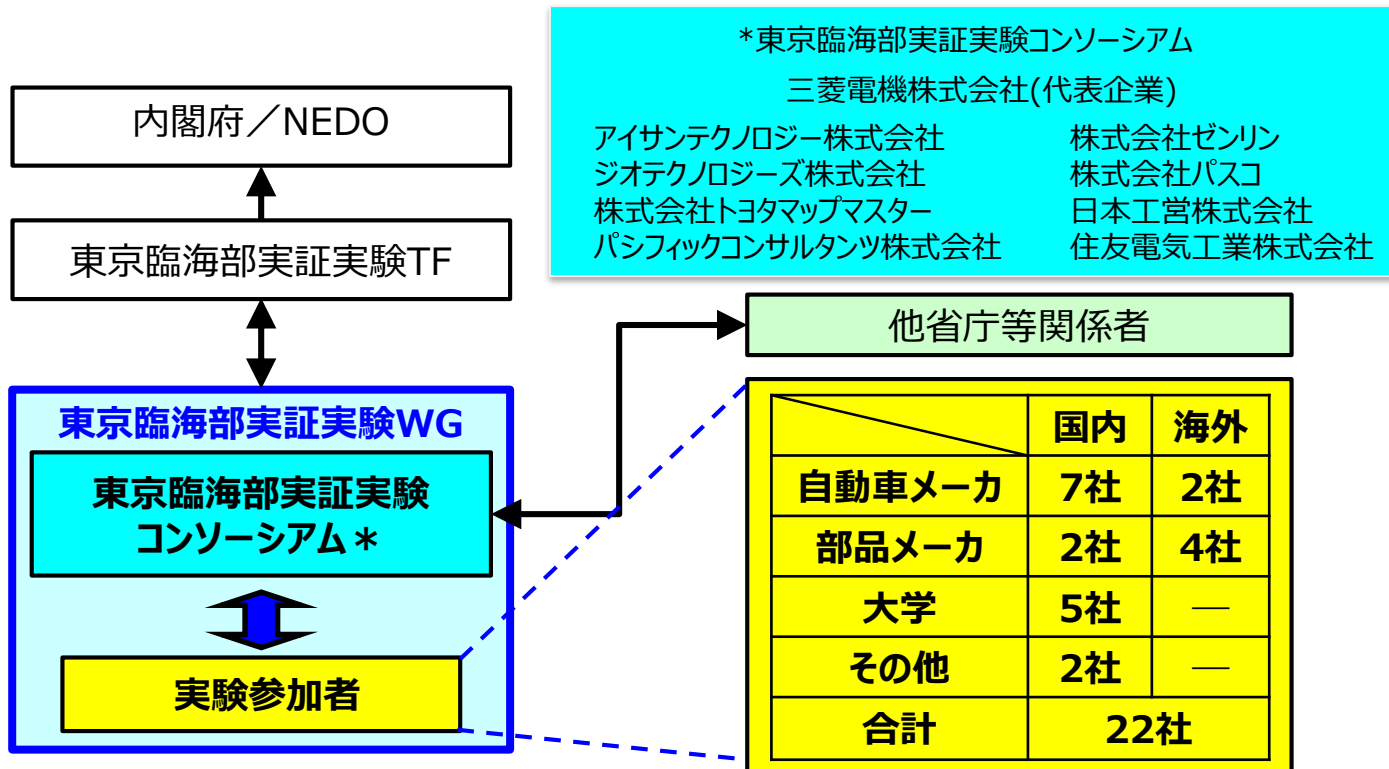 *東京臨海部実証実験コンソーシアム
三菱電機株式会社(代表企業)
アイサンテクノロジー株式会社 株式会社ゼンリン
ジオテクノロジーズ株式会社 株式会社パスコ
株式会社トヨタマップマスター 日本工営株式会社
パシフィックコンサルタンツ株式会社 住友電気工業株式会社
内閣府／NEDO
東京臨海部実証実験TF
他省庁等関係者
東京臨海部実証実験WG
東京臨海部実証実験
コンソーシアム＊
実験参加者
国内 海外
自動車メーカ 7社 2社
部品メーカ 2社 4社
大学 5社 ―
その他 2社 ―
合計 22社